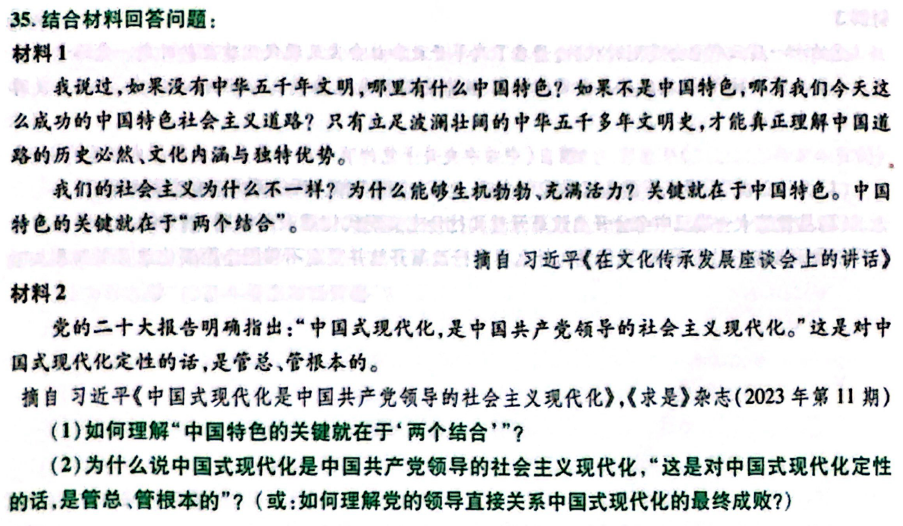 35. 结合材料回答问题：
材料1
我说过,如果没有中华五千年文明,哪里有什么中国特色？如果不是中国特色,哪有我们今天这
么成功的中国特色社会主义道路？只有立足波澜壮阔的中华五千多年文明史,才能真正理解中国道
路的历史必然、文化内涵与独特优势。
我们的社会主义为什么不一样？为什么能够生机勃勃、充满活力？关键就在于中国特色。中国
特色的关键就在于“两个结合”。
摘自 习近平《在文化传承发展座谈会上的讲话》
材料2
党的二十大报告明确指出：“中国式现代化,是中国共产党领导的社会主义现代化。”这是对中
国式现代化定性的话,是管总、管根本的。
摘自 习近平《中国式现代化是中国共产党领导的社会主义现代化》,《求是》杂志(2023年第11期)
(1)如何理解“中国特色的关键就在于‘两个结合’”?
(2)为什么说中国式现代化是中国共产党领导的社会主义现代化,“这是对中国式现代化定性
的话,是管总、管根本的”?(或:如何理解党的领导直接关系中国式现代化的最终成败?)